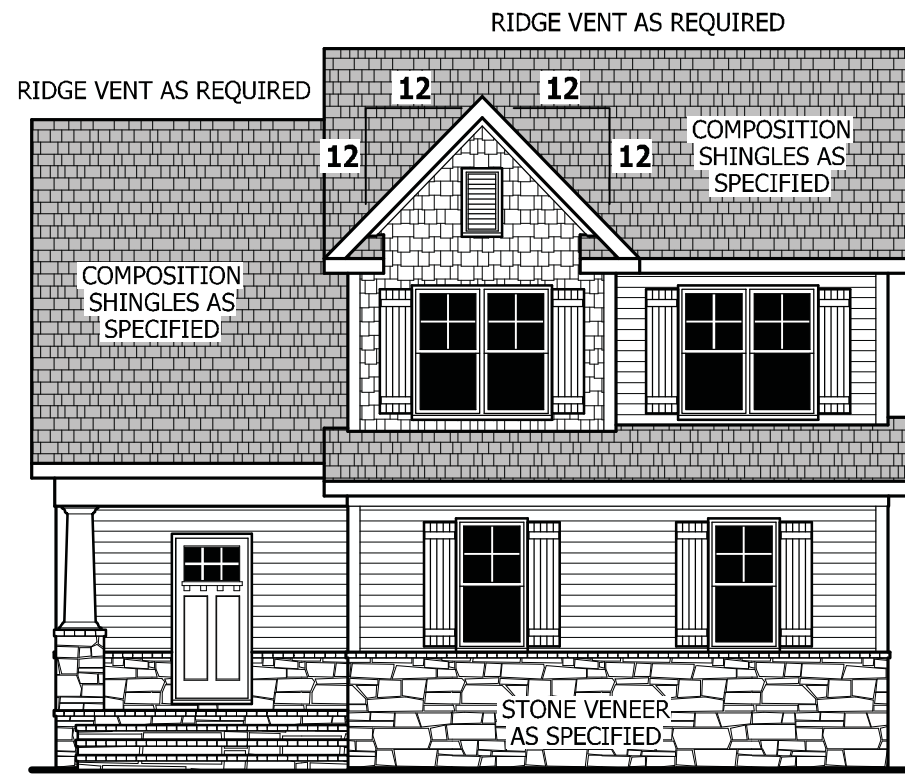 RIDGE VENT AS REQUIRED
RIDGE VENT AS REQUIRED
12
12
12
12
COMPOSITION
SHINGLES AS
SPECIFIED
COMPOSITION
SHINGLES AS
SPECIFIED
STONE VENEER
AS SPECIFIED